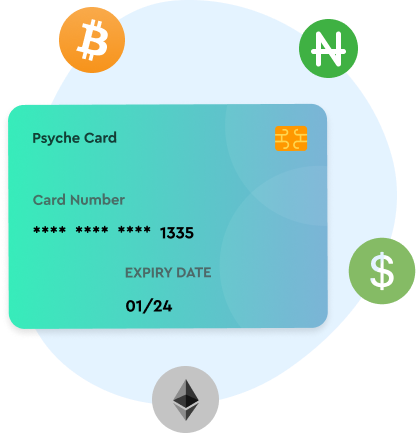 Psyche Card
Card Number
**** **** **** 1335
EXPIRY DATE
01/24
$